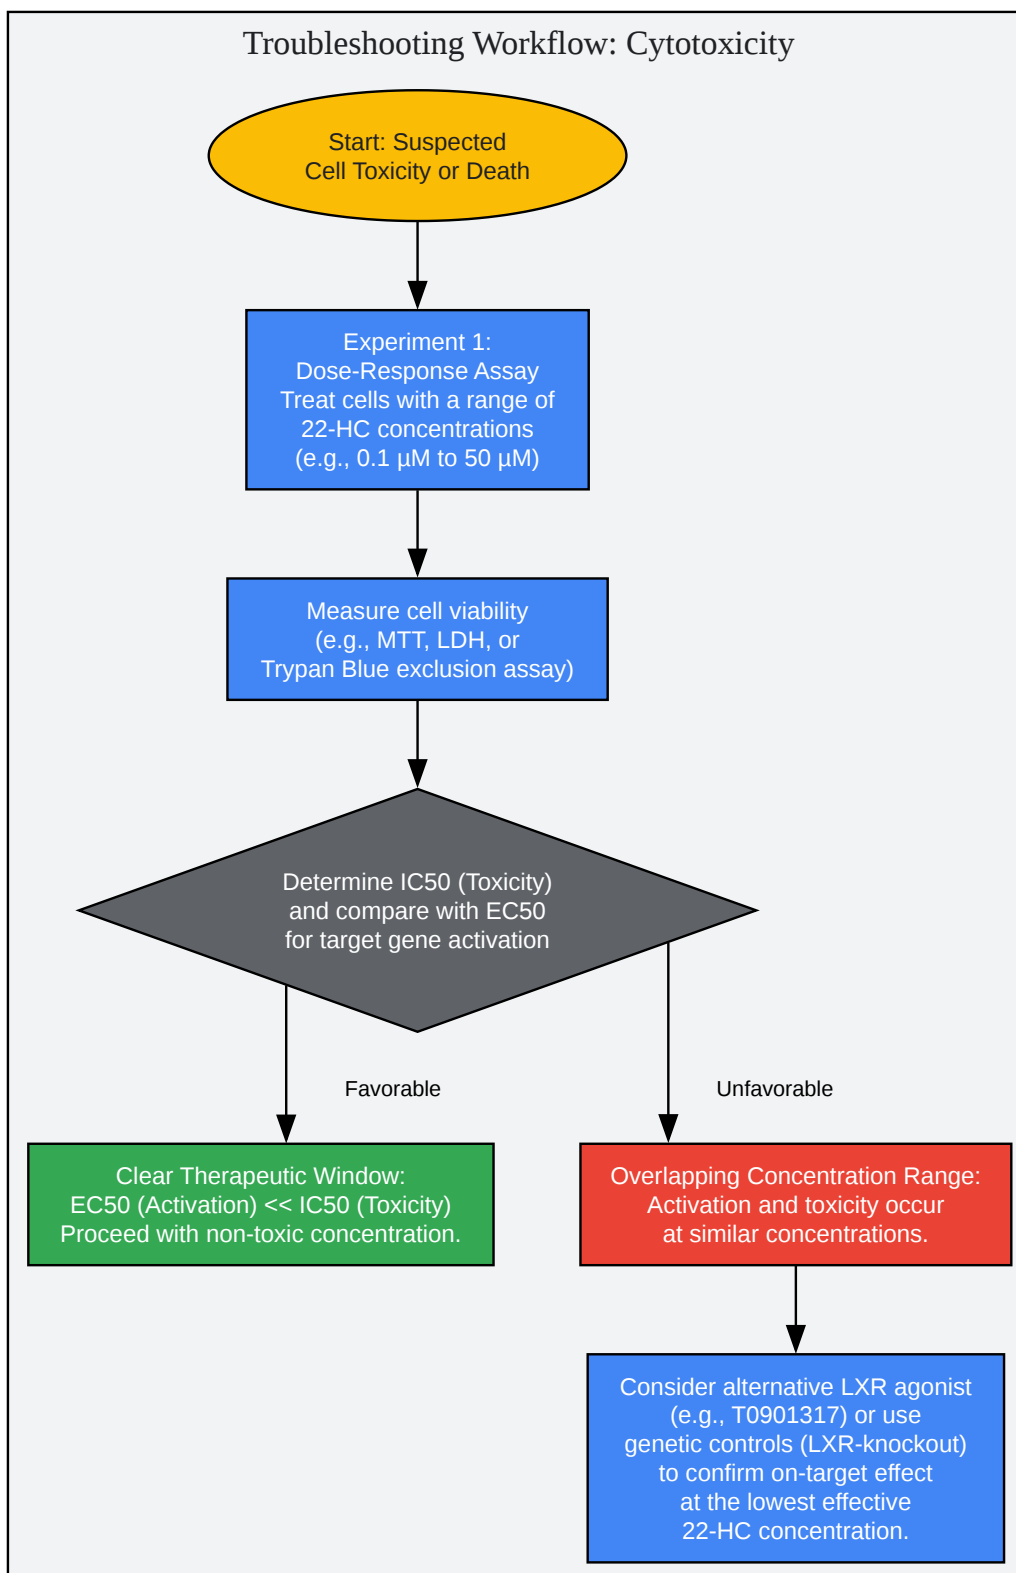 Troubleshooting Workflow: Cytotoxicity
Start: Suspected
Cell Toxicity or Death
Experiment 1:
Dose-Response Assay
Treat cells with a range of
22-HC concentrations
(e.g., 0.1 µM to 50 µM)
Measure cell viability
(e.g., MTT, LDH, or
Trypan Blue exclusion assay)
Determine IC50 (Toxicity)
and compare with EC50
for target gene activation
Favorable
Unfavorable
Clear Therapeutic Window:
EC50 (Activation) << IC50 (Toxicity)
Proceed with non-toxic concentration.
Overlapping Concentration Range:
Activation and toxicity occur
at similar concentrations.
Consider alternative LXR agonist
(e.g., T0901317) or use
genetic controls (LXR-knockout)
to confirm on-target effect
at the lowest effective
22-HC concentration.